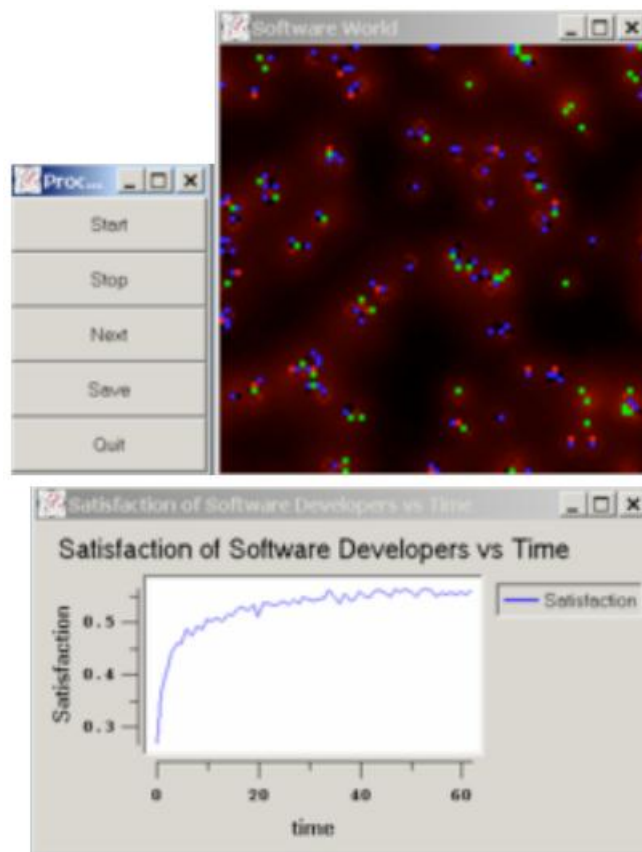 Software World
Proc...
Start
Stop
Next
Save
Quit
Satisfaction of Software Developers vs Time
Satisfaction of Software Developers vs Time
Satisfaction
0.5
0.4
0.3
0
20
40
60
time
Satisfaction